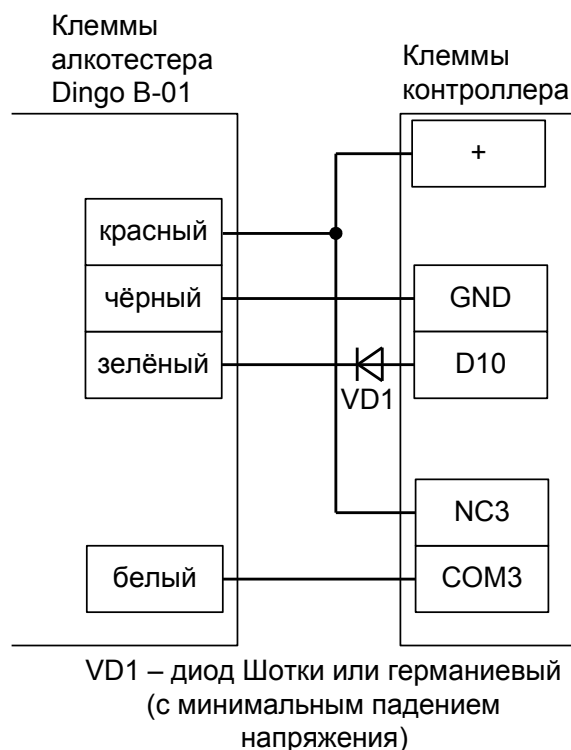 Клеммы
алкотестера
Dingo B-01
Клеммы
контроллера
+
красный
чёрный
GND
зелёный
D10
VD1
NC3
белый
COM3
VD1 – диод Шотки или германиевый
(с минимальным падением
напряжения)